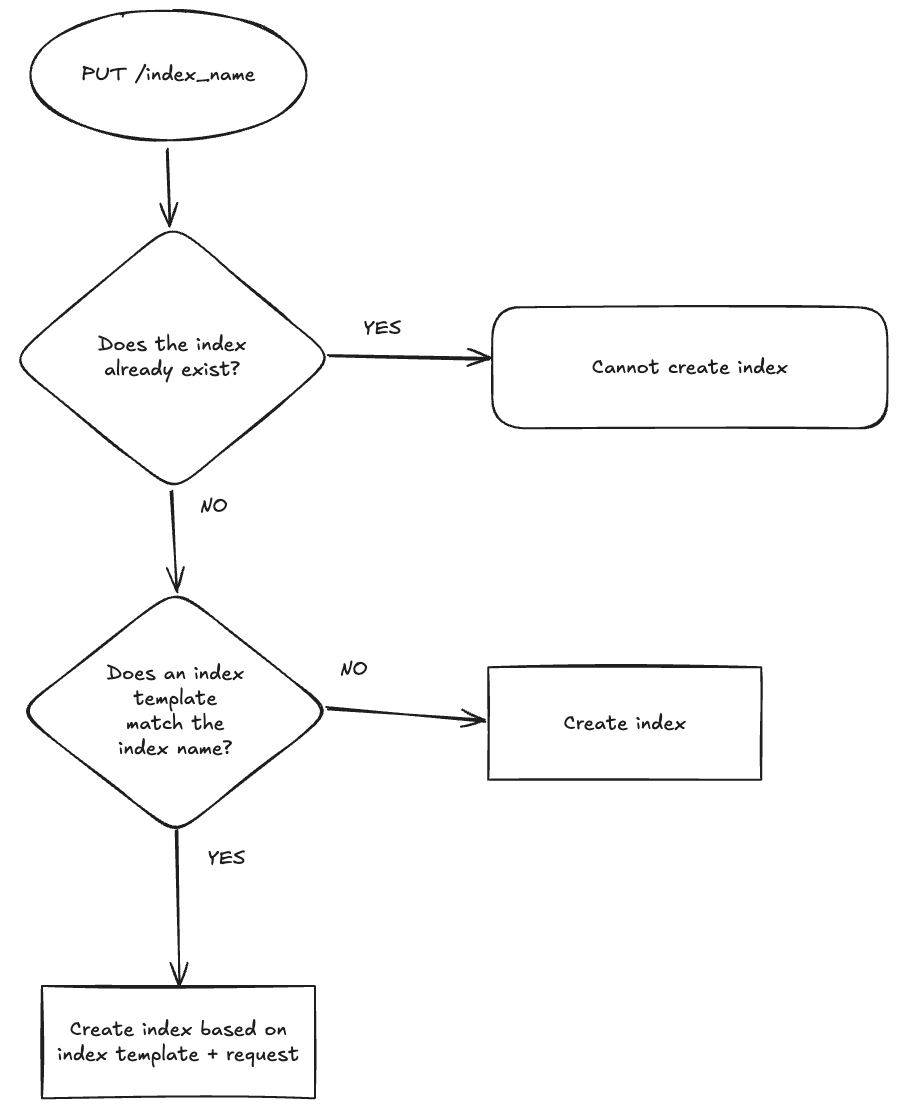 PUT /index_name
Does the index
already exist?
YES
Cannot create index
NO
Does an index
template
match the
index name?
NO
Create index
YES
Create index based on
index template + request